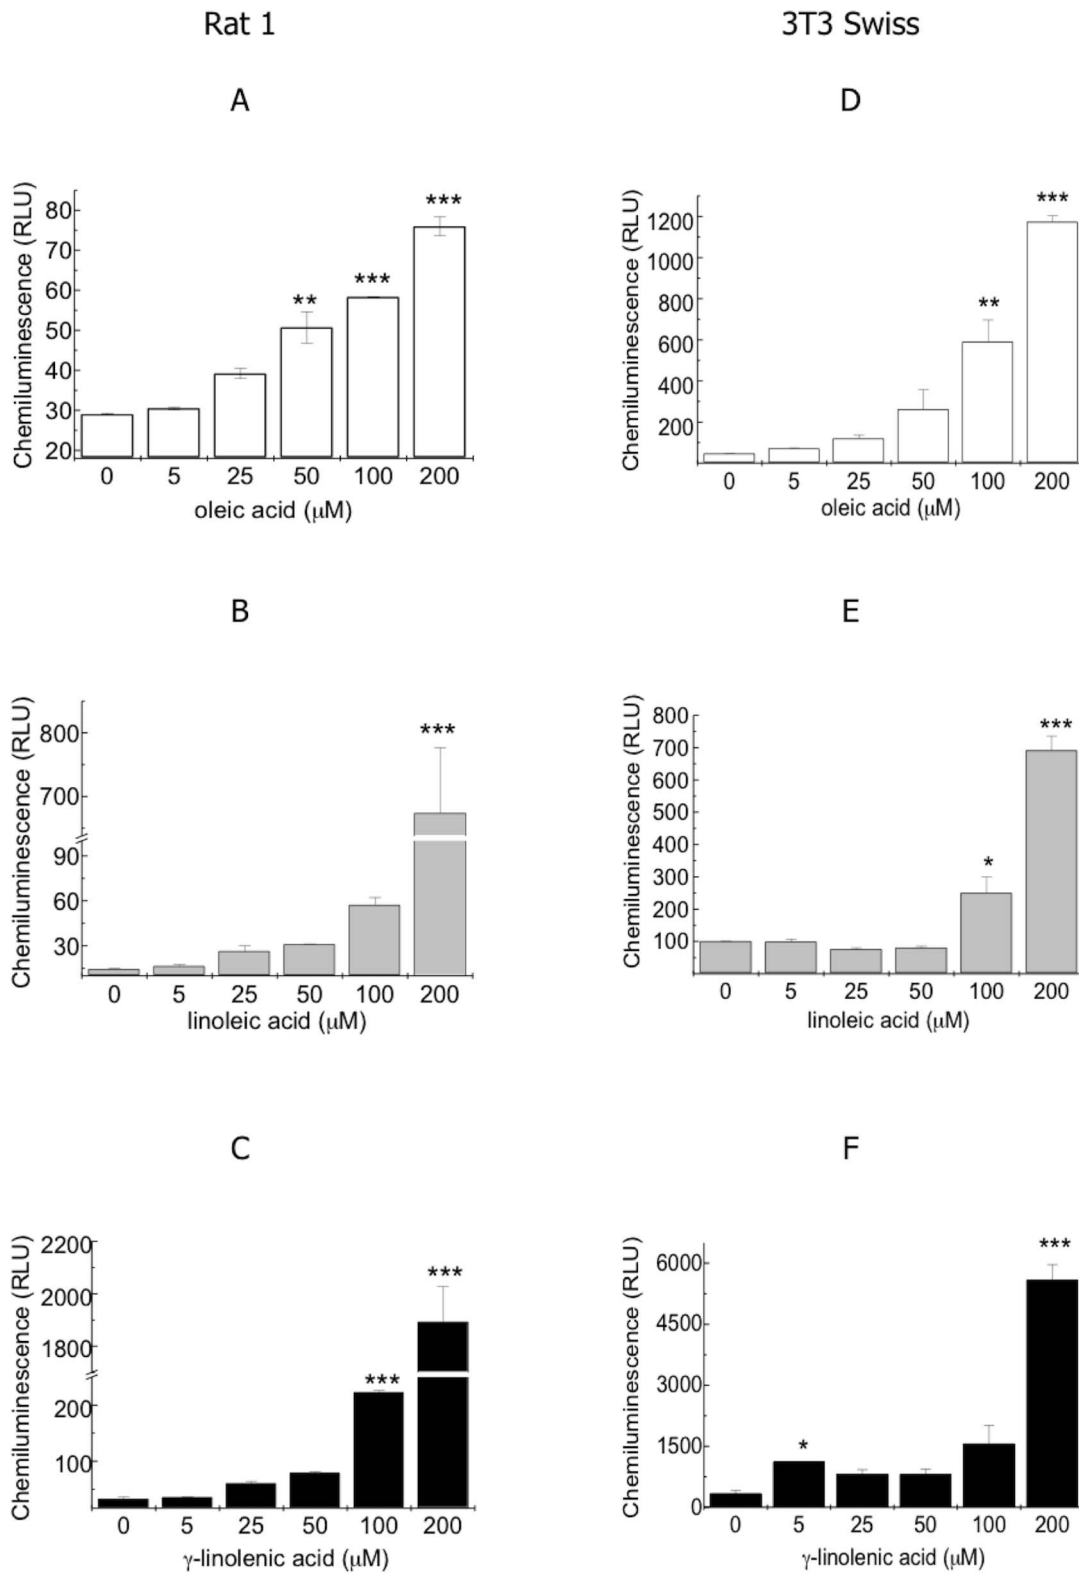 Rat 1
3T3 Swiss
A
Chemiluminescence (RLU)
80
70
60
50
40
30
20
**
***
***
0 5 25 50 100 200
oleic acid (μM)
D
Chemiluminescence (RLU)
1200
1000
800
600
400
200
**
***
0 5 25 50 100 200
oleic acid (μM)
B
Chemiluminescence (RLU)
800
700
90
60
30
***
0 5 25 50 100 200
linoleic acid (μM)
E
Chemiluminescence (RLU)
800
700
600
500
400
300
200
100
*
***
0 5 25 50 100 200
linoleic acid (μM)
C
Chemiluminescence (RLU)
2200
2000
1800
200
100
***
***
0 5 25 50 100 200
γ-linolenic acid (μM)
F
Chemiluminescence (RLU)
6000
4500
3000
1500
0
*
***
0 5 25 50 100 200
γ-linolenic acid (μM)